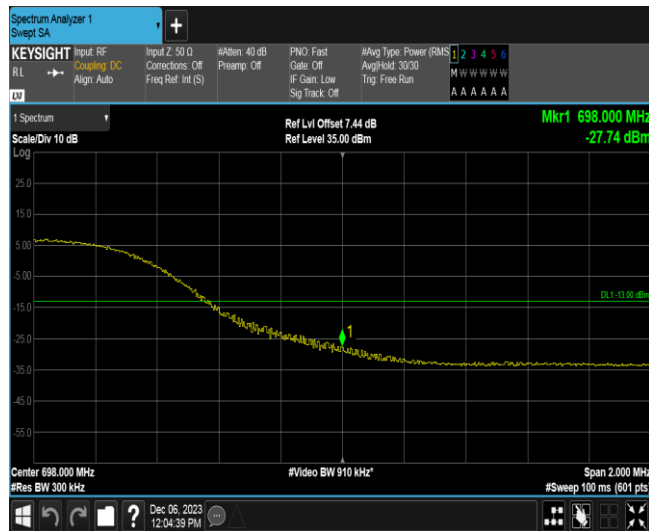 Spectrum Analyzer 1
Swept SA
+
KEYSIGHT
RL
LXI
Input: RF
Coupling: DC
Align: Auto
Input Z: 50 Ω
Corrections: Off
Freq Ref: Int (S)
#Atten: 40 dB
Preamp: Off
PNO: Fast
Gate: Off
IF Gain: Low
Sig Track: Off
#Avg Type: Power (RMS
Avg|Hold: 30/30
Trig: Free Run
1 2 3 4 5 6
M W W W W W
A A A A A A
1 Spectrum
Scale/Div 10 dB
Log
Ref Lvl Offset 7.44 dB
Ref Level 35.00 dBm
Mkr1 698.000 MHz
-27.74 dBm
25.0
15.0
5.00
-5.00
DL1 -13.00 dBm
-15.0
-25.0
1
-35.0
-45.0
-55.0
Center 698.000 MHz
#Res BW 300 kHz
#Video BW 910 kHz*
Span 2.000 MHz
#Sweep 100 ms (601 pts)
?
Dec 06, 2023
12:04:39 PM